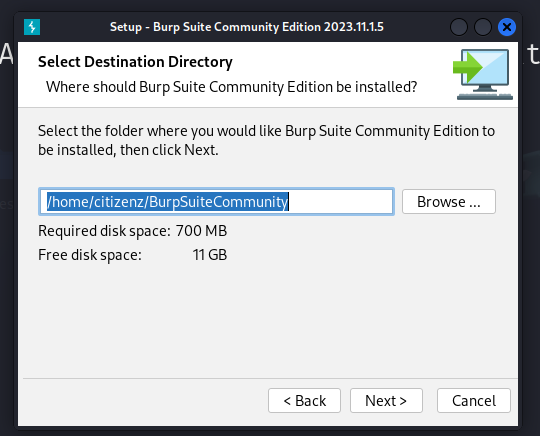 Setup - Burp Suite Community Edition 2023.11.1.5
Select Destination Directory
Where should Burp Suite Community Edition be installed?
Select the folder where you would like Burp Suite Community Edition to
be installed, then click Next.
/home/citizenz/BurpSuiteCommunity
Browse ...
Required disk space: 700 MB
Free disk space: 11 GB
< Back
Next >
Cancel